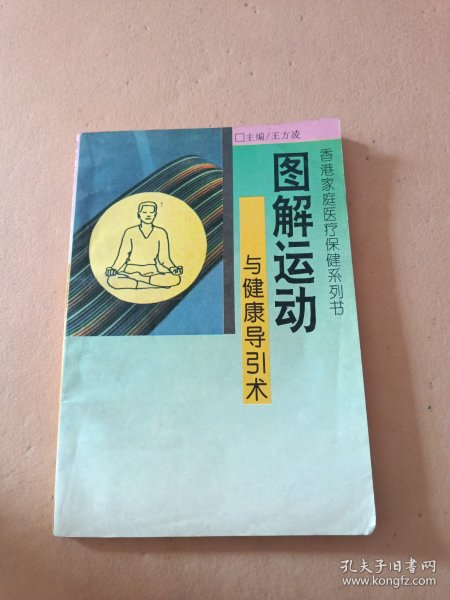 □主编/王方凌
香港家庭医疗保健系列书
图解运动
与健康导引术
孔夫子旧书网
www.kongfz.com